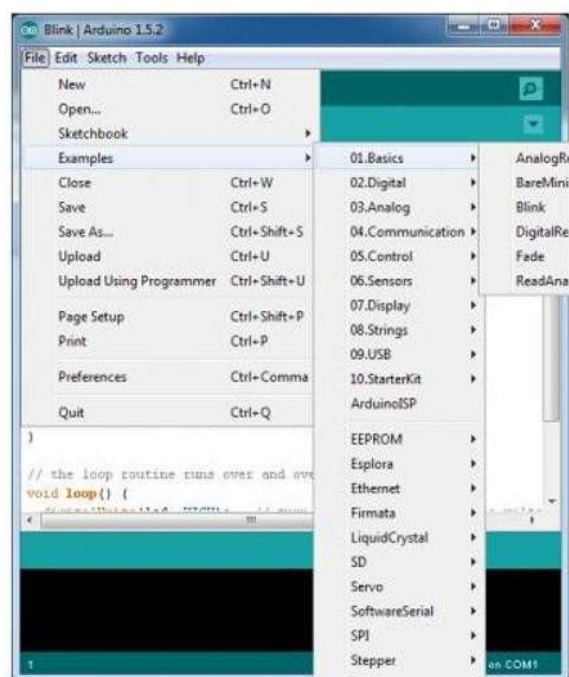 Blink | Arduino 1.5.2
File Edit Sketch Tools Help
New Ctrl+N
Open... Ctrl+O
Sketchbook
Examples
Close Ctrl+W
Save Ctrl+S
Save As... Ctrl+Shift+S
Upload Ctrl+U
Upload Using Programmer Ctrl+Shift+U
Page Setup Ctrl+Shift+P
Print Ctrl+P
Preferences Ctrl+Comma
Quit Ctrl+Q
01.Basics
02.Digital
03.Analog
04.Communication
05.Control
06.Sensors
07.Display
08.Strings
09.USB
10.StarterKit
ArduinoISP
EEPROM
Esplora
Ethernet
Firmata
LiquidCrystal
SD
Servo
SoftwareSerial
SPI
Stepper
AnalogRe
BareMini
Blink
DigitalRe
Fade
ReadAna
}
// the loop routine runs over and ove
void loop() {
1
on COM1